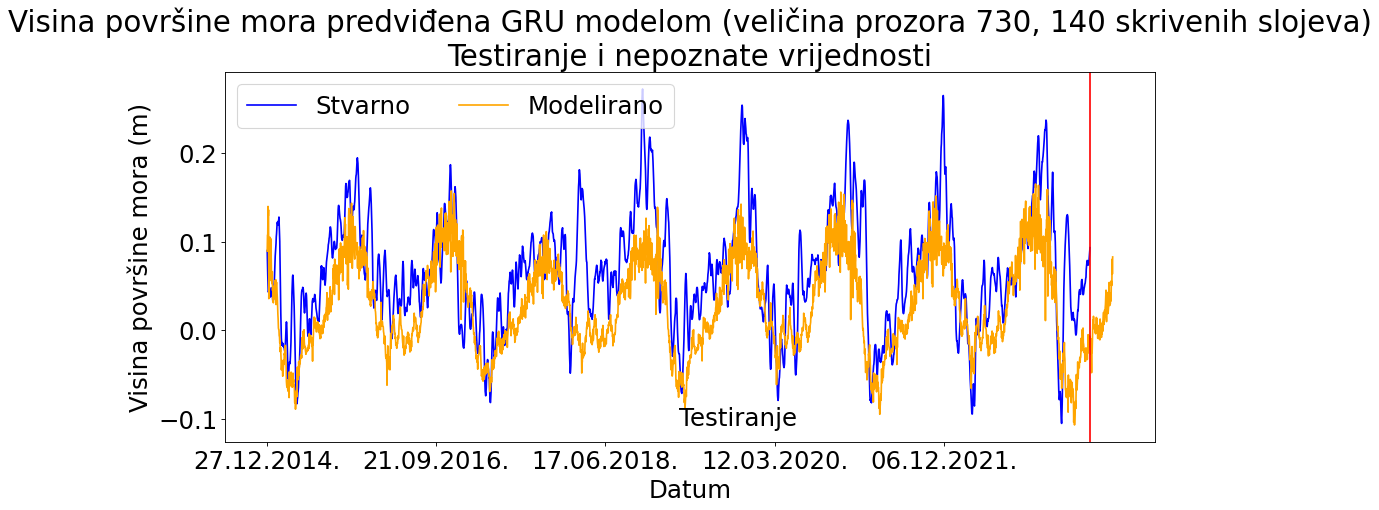 Visina površine mora predviđena GRU modelom (veličina prozora 730, 140 skrivenih slojeva)
Testiranje i nepoznate vrijednosti
Stvarno
Modelirano
Visina površine mora (m)
0.2
0.1
0.0
−0.1
Testiranje
27.12.2014.
21.09.2016.
17.06.2018.
12.03.2020.
06.12.2021.
Datum